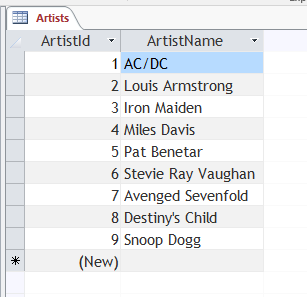 Artists
ArtistId ArtistName
1 AC/DC
2 Louis Armstrong
3 Iron Maiden
4 Miles Davis
5 Pat Benetar
6 Stevie Ray Vaughan
7 Avenged Sevenfold
8 Destiny's Child
9 Snoop Dogg
* (New)